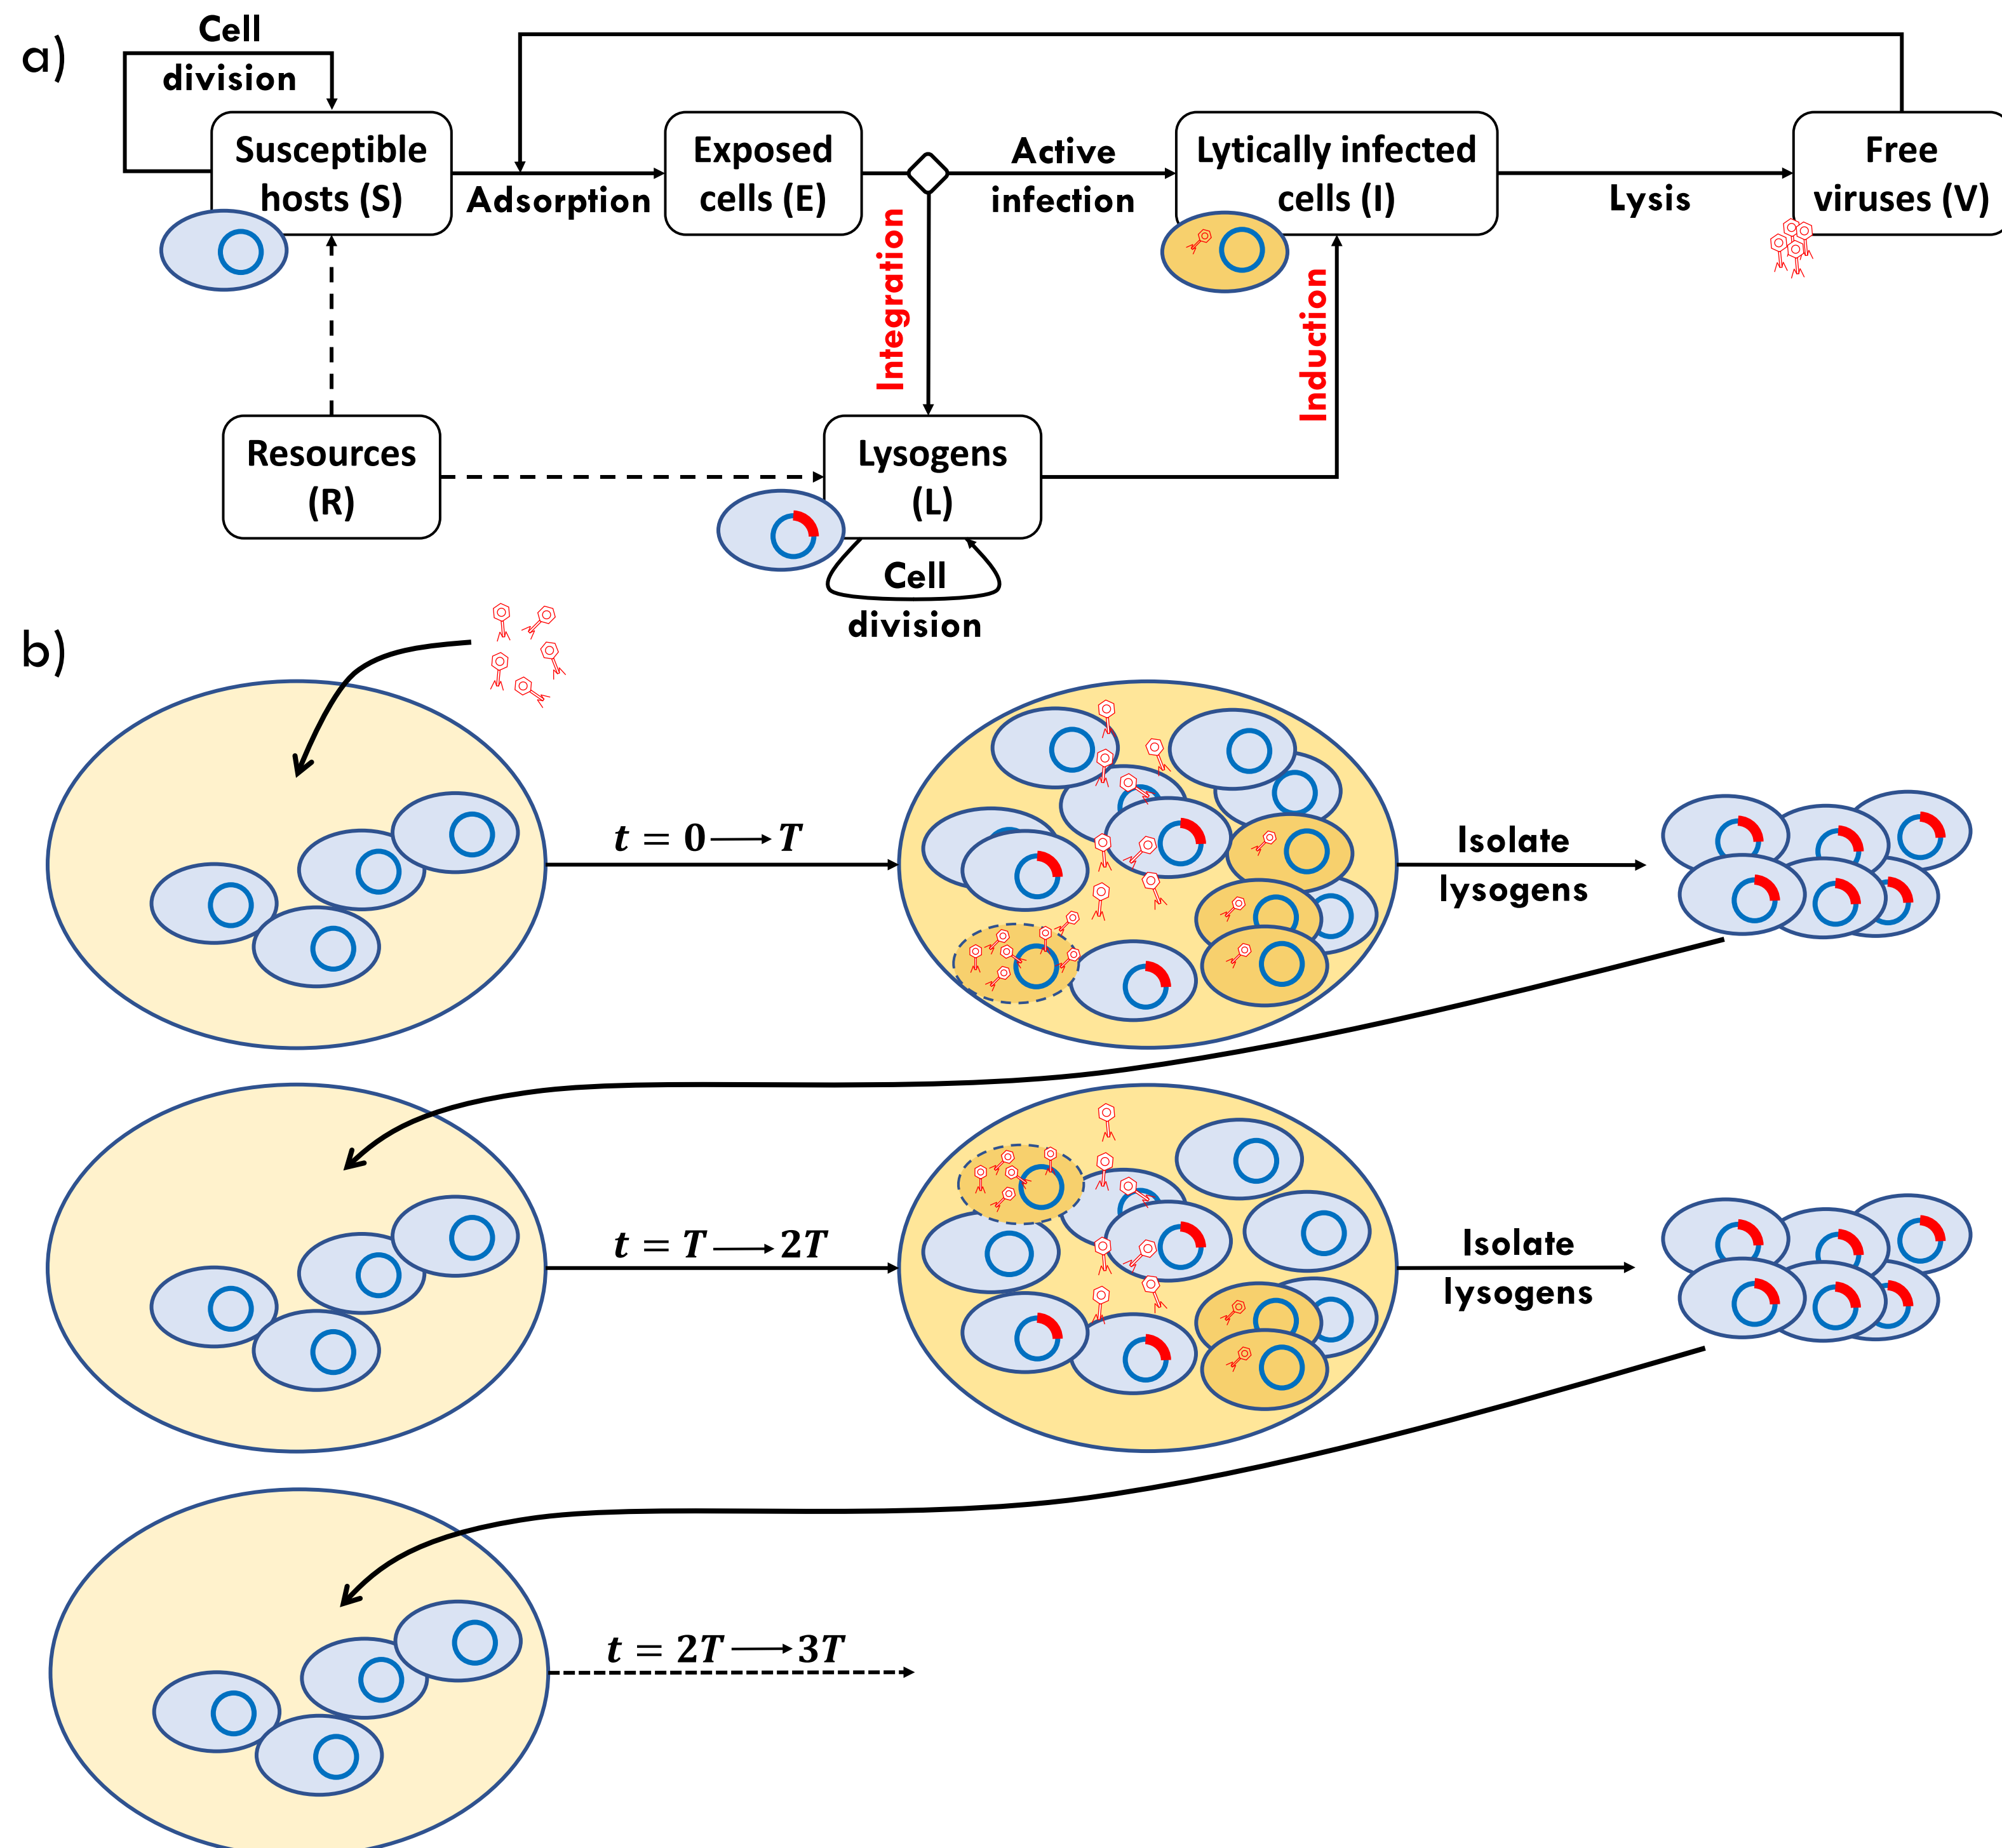 a)
Cell
division
Susceptible
hosts (S)
Adsorption
Exposed
cells (E)
Active
infection
Lytically infected
cells (I)
Lysis
Free
viruses (V)
Integration
Induction
Resources
(R)
Lysogens
(L)
Cell
division
b)
t = 0 ⟶ T
Isolate
lysogens
t = T ⟶ 2T
Isolate
lysogens
t = 2T ⟶ 3T